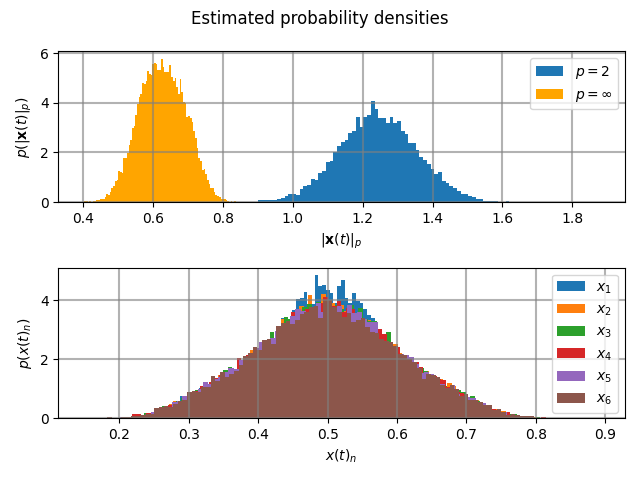 Estimated probability densities
p(|x(t)|ₚ)
6
4
2
0
0.4 0.6 0.8 1.0 1.2 1.4 1.6 1.8
|x(t)|ₚ
p = 2
p = ∞
p(x(t)ₙ)
4
2
0
0.2 0.3 0.4 0.5 0.6 0.7 0.8 0.9
x(t)ₙ
x₁
x₂
x₃
x₄
x₅
x₆